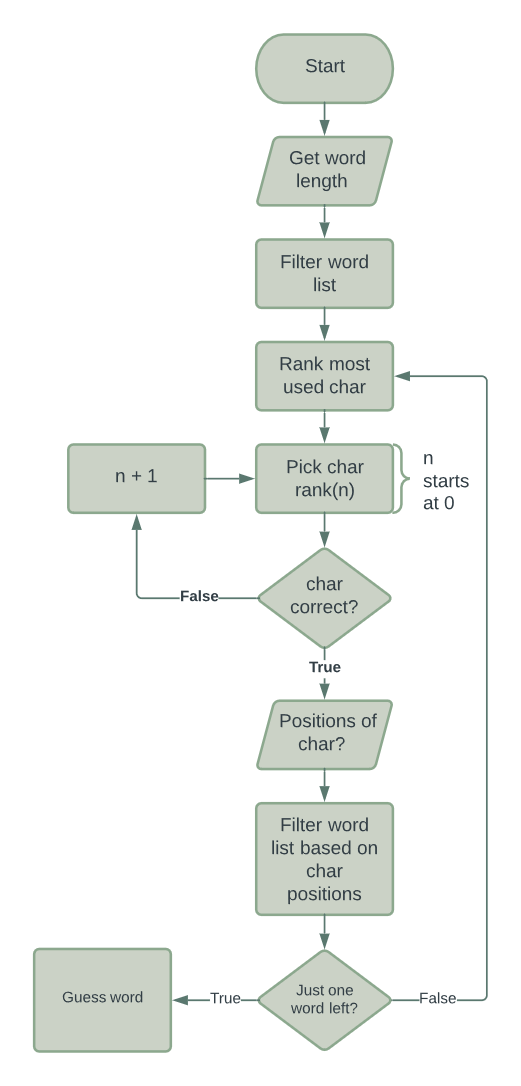 Start
Get word
length
Filter word
list
Rank most
used char
n + 1
Pick char
rank(n)
n
starts
at 0
char
correct?
False
True
Positions of
char?
Filter word
list based on
char
positions
Just one
word left?
True
False
Guess word